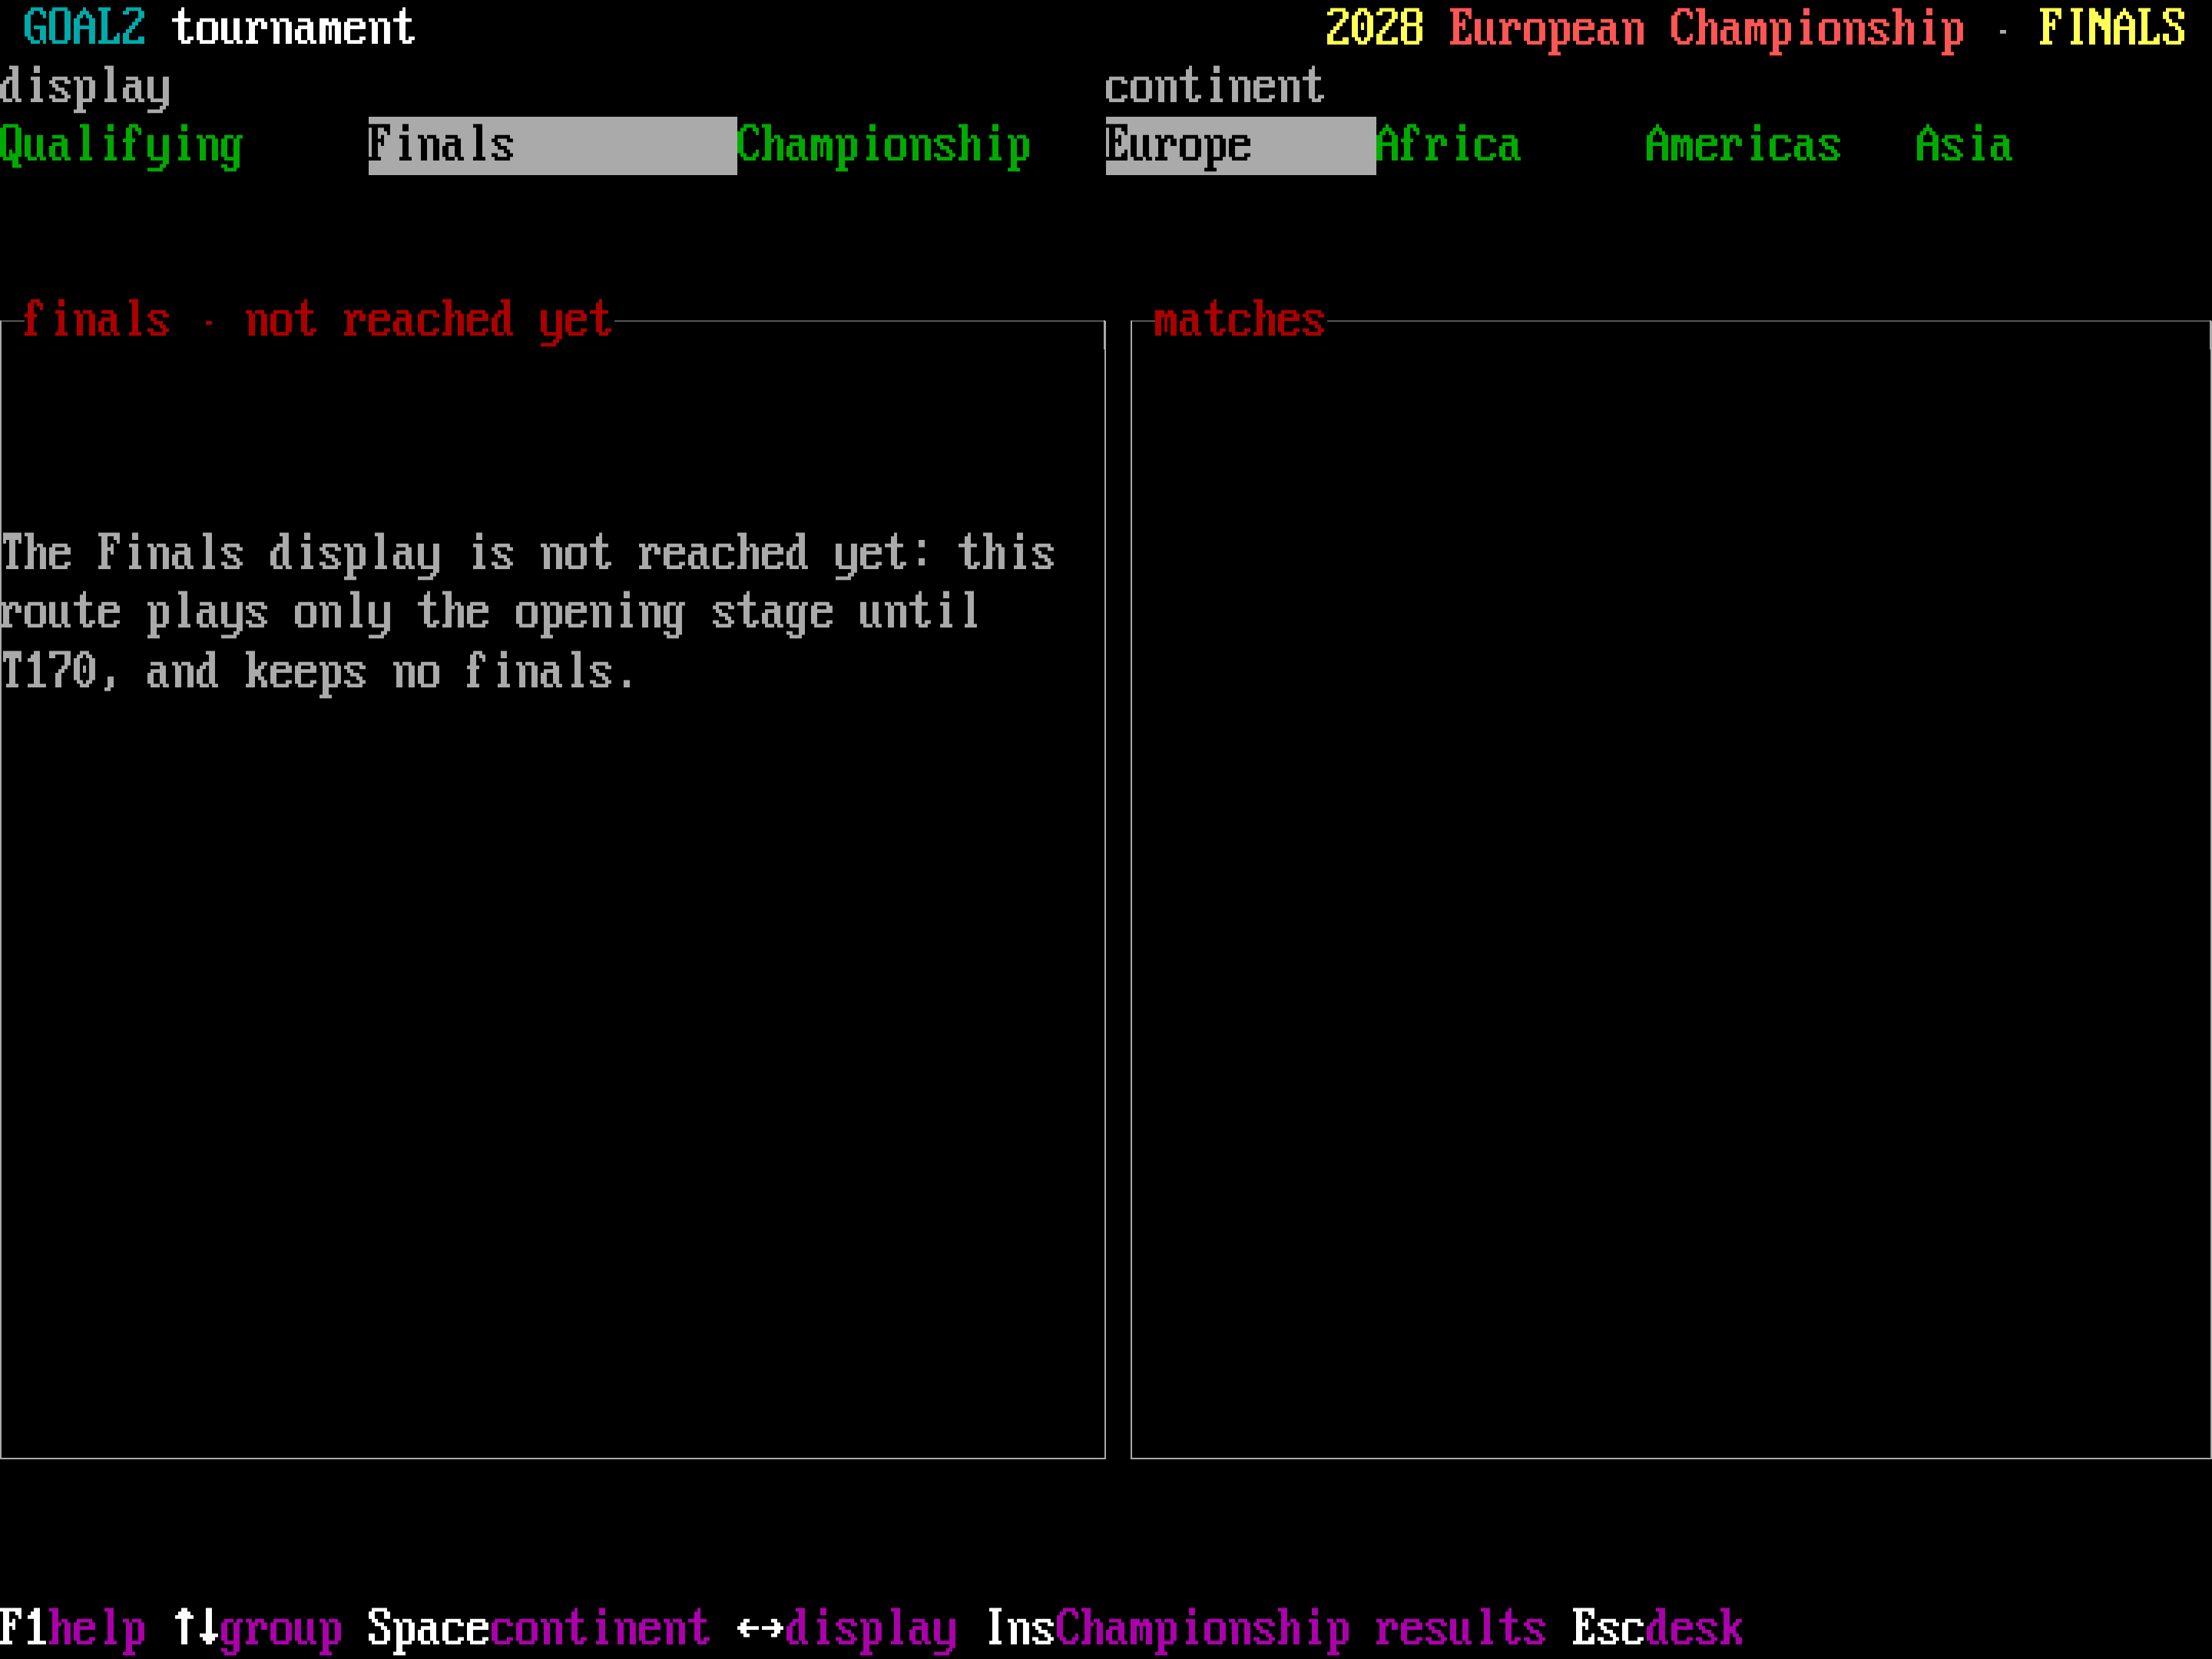 GOAL2 tournament 2028 European Championship - FINALS
display continent
Qualifying Finals Championship Europe Africa Americas Asia
finals - not reached yet matches
The Finals display is not reached yet: this
route plays only the opening stage until
T170, and keeps no finals.
F1help ↑↓group Spacecontinent ↔display InsChampionship results Escdesk